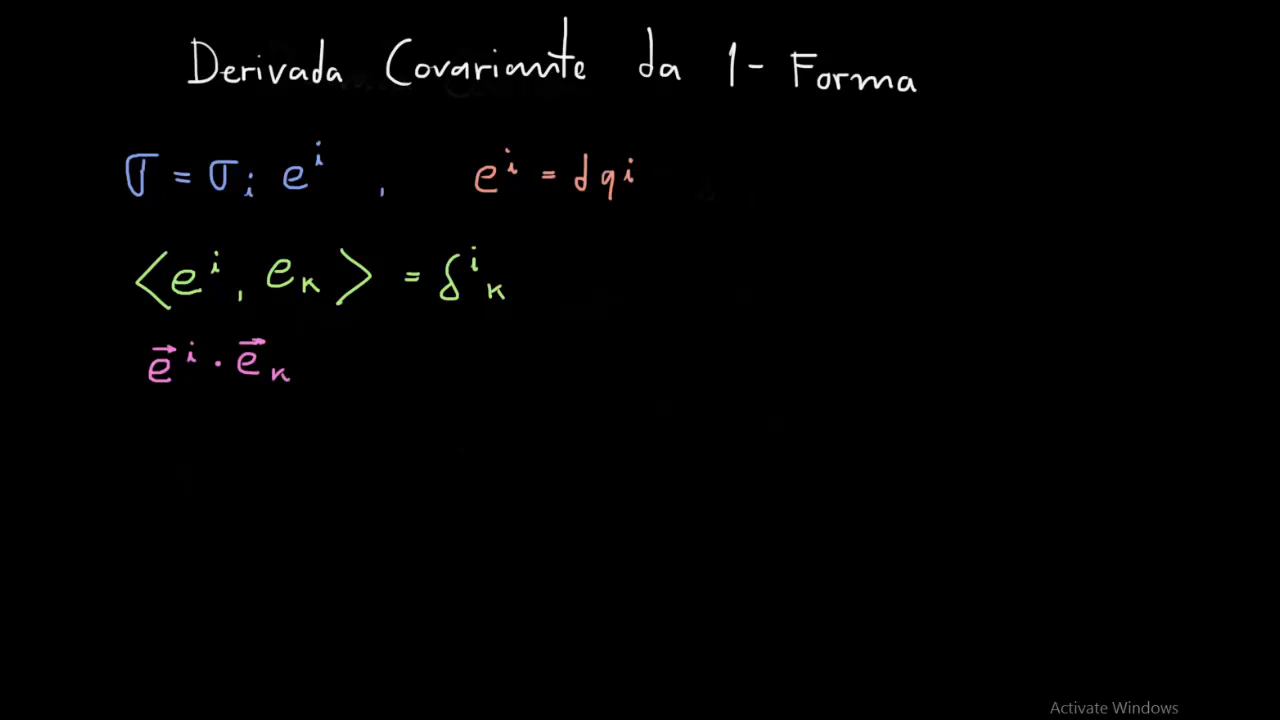 Derivada Covariante da 1-Forma
σ = σᵢ eⁱ , eⁱ = dqⁱ
⟨eⁱ, eₖ⟩ = δⁱₖ
e⃗ⁱ · e⃗ₖ
Activate Windows